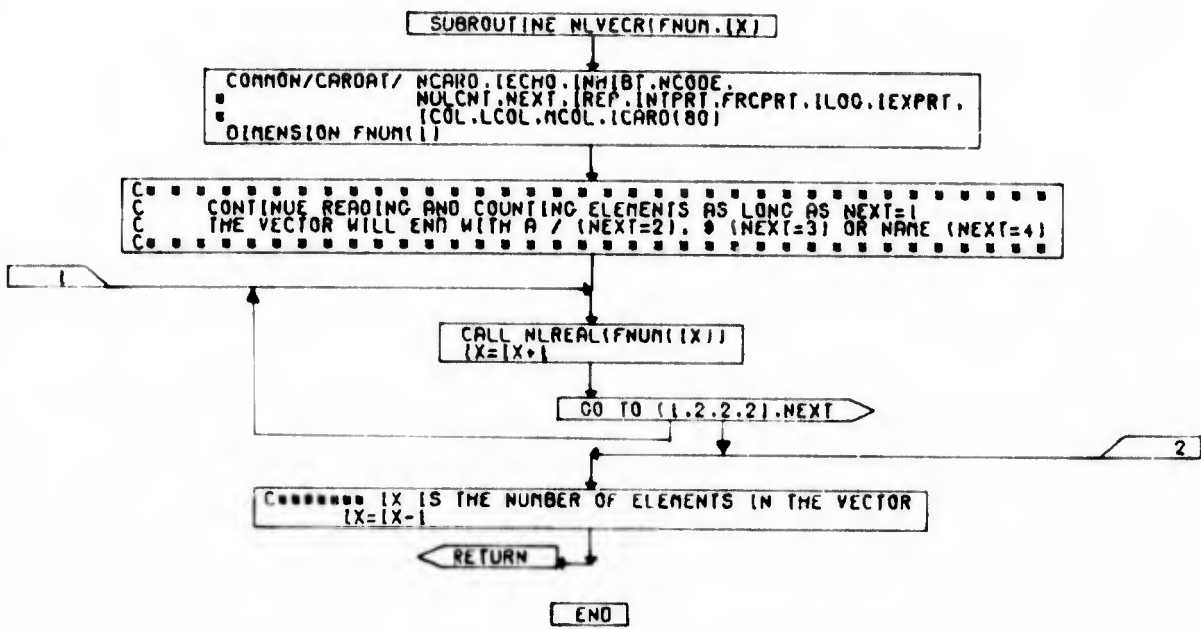 SUBROUTINE NLVECR(FNUM,IX)
COMMON/CARDAT/ NCARD,IECHO,INHIBT,NCODE,
* NULCNT,NEXT,IREP,INTPRT,FRCPRT,ILOG,IEXPRT,
* ICOL,LCOL,MCOL,ICARD(80)
DIMENSION FNUM(1)
C* * * * * * * * * * * * * * * * * * * * * * * * *
C CONTINUE READING AND COUNTING ELEMENTS AS LONG AS NEXT=1
C THE VECTOR WILL END WITH A / (NEXT=2), $ (NEXT=3) OR NAME (NEXT=4)
C* * * * * * * * * * * * * * * * * * * * * * * * *
1
CALL NLREAL(FNUM(IX))
IX=IX+1
GO TO (1,2,2,2),NEXT
2
C******** IX IS THE NUMBER OF ELEMENTS IN THE VECTOR
IX=IX-1
RETURN
END